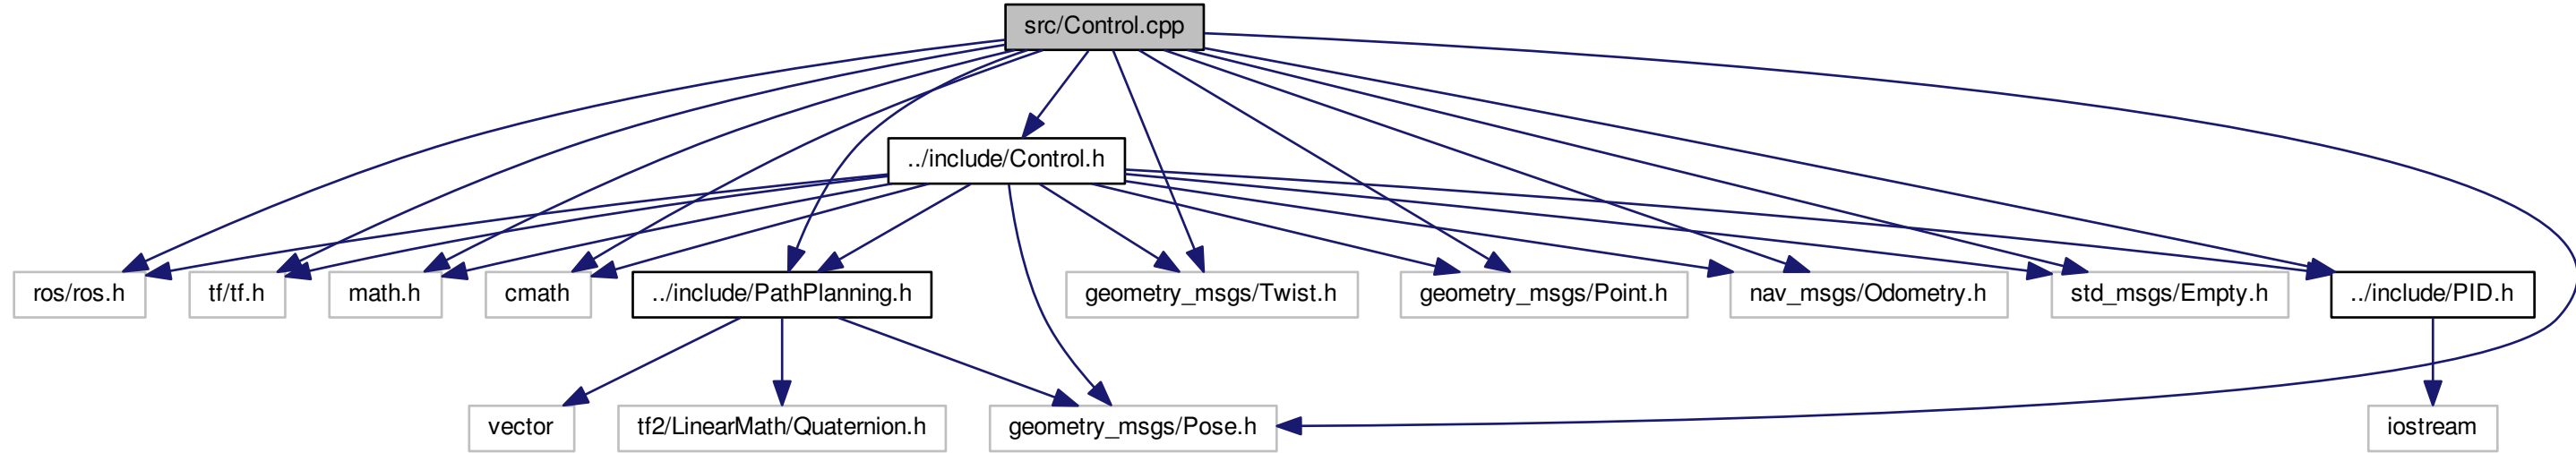 src/Control.cpp
../include/Control.h
ros/ros.h
tf/tf.h
math.h
cmath
../include/PathPlanning.h
geometry_msgs/Twist.h
geometry_msgs/Point.h
nav_msgs/Odometry.h
std_msgs/Empty.h
../include/PID.h
vector
tf2/LinearMath/Quaternion.h
geometry_msgs/Pose.h
iostream